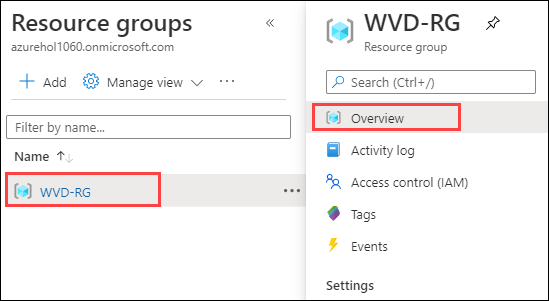 Resource groups
azurehol1060.onmicrosoft.com
Add
Manage view
Filter by name...
Name
WVD-RG
WVD-RG
Resource group
Search (Ctrl+/)
Overview
Activity log
Access control (IAM)
Tags
Events
Settings